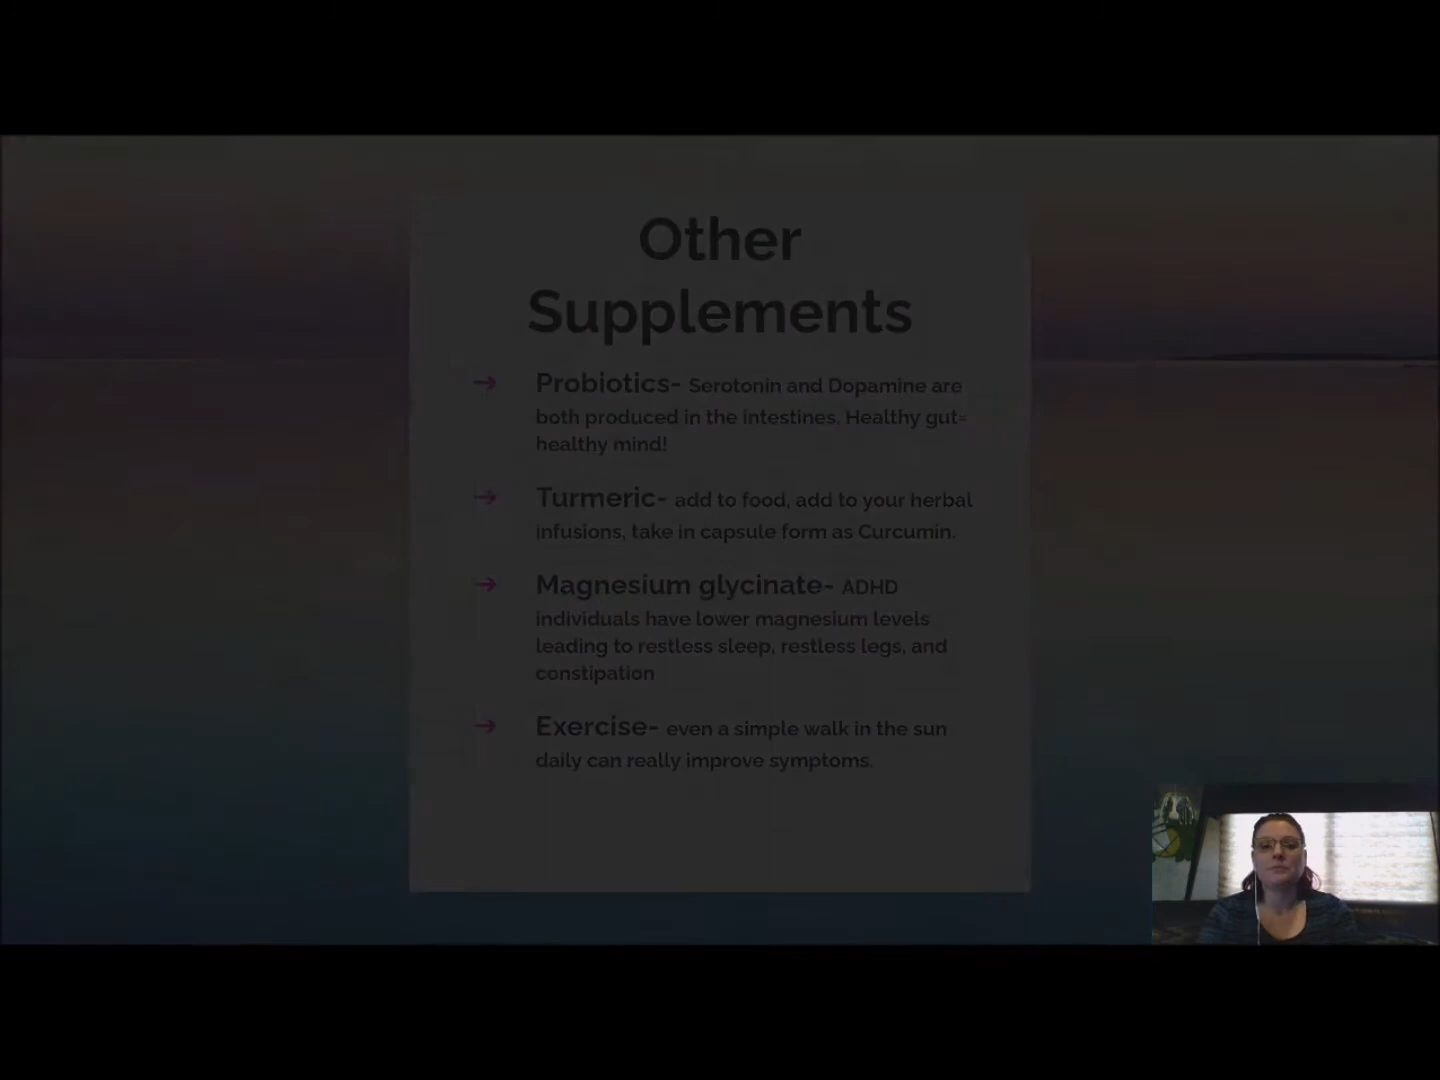 Other
Supplements
→ Probiotics- Serotonin and Dopamine are
both produced in the intestines. Healthy gut=
healthy mind!
→ Turmeric- add to food, add to your herbal
infusions, take in capsule form as Curcumin.
→ Magnesium glycinate- ADHD
individuals have lower magnesium levels
leading to restless sleep, restless legs, and
constipation
→ Exercise- even a simple walk in the sun
daily can really improve symptoms.